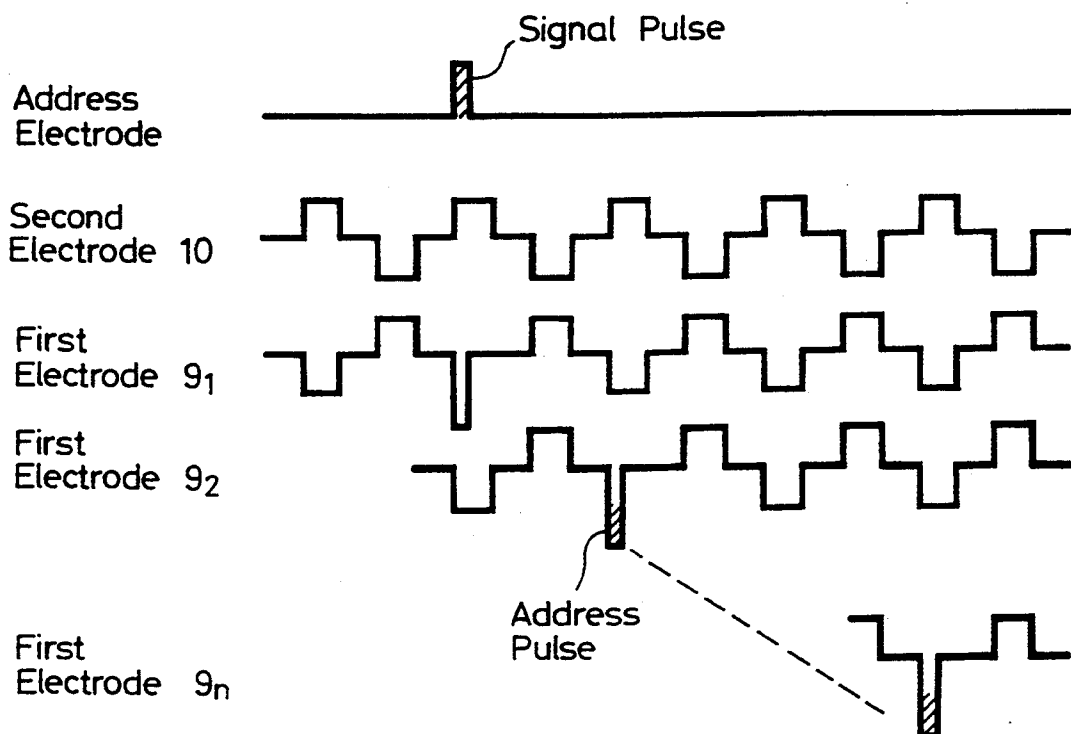 Signal Pulse
Address
Electrode
Second
Electrode 10
First
Electrode 9₁
First
Electrode 9₂
Address
Pulse
First
Electrode 9ₙ